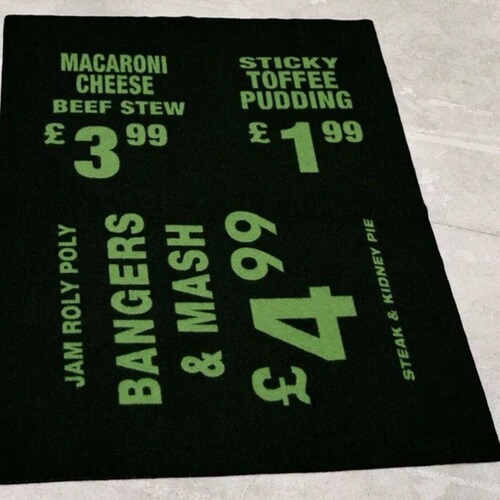 MACARONI
CHEESE
BEEF STEW
£3.99
STICKY
TOFFEE
PUDDING
£1.99
JAM ROLY POLY
BANGERS
& MASH
£4.99
STEAK & KIDNEY PIE